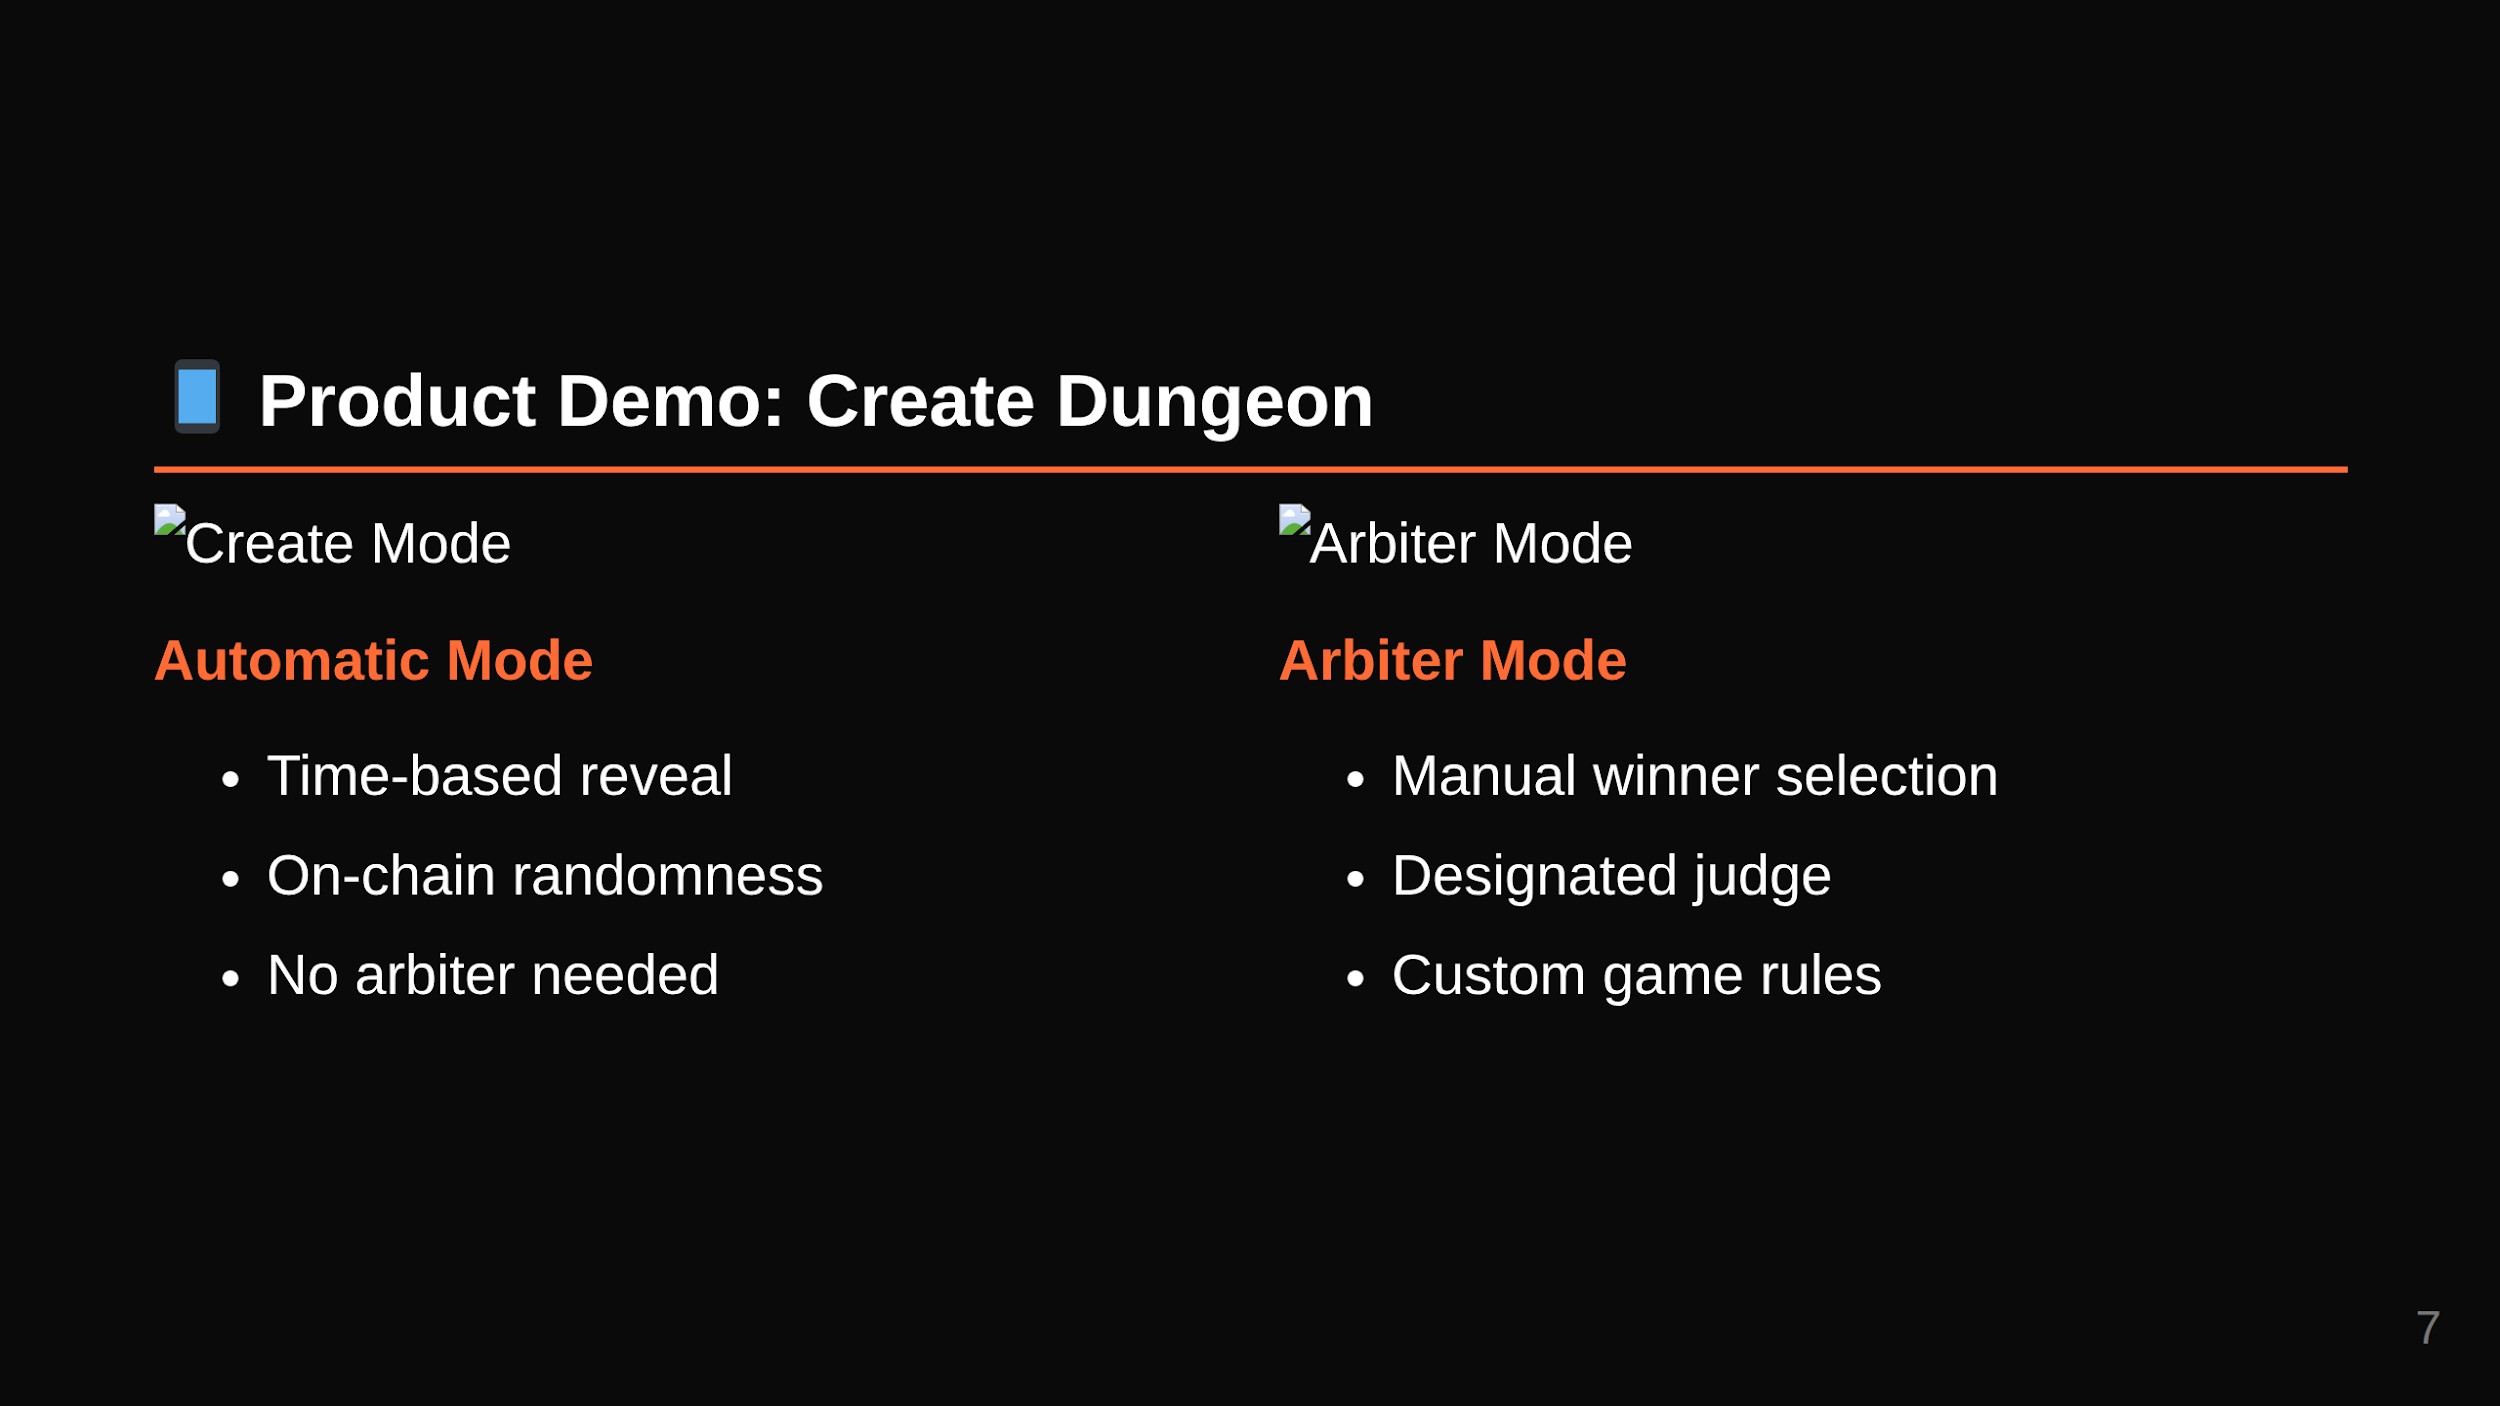 Product Demo: Create Dungeon
Create Mode
Automatic Mode
• Time-based reveal
• On-chain randomness
• No arbiter needed
Arbiter Mode
Arbiter Mode
• Manual winner selection
• Designated judge
• Custom game rules
7